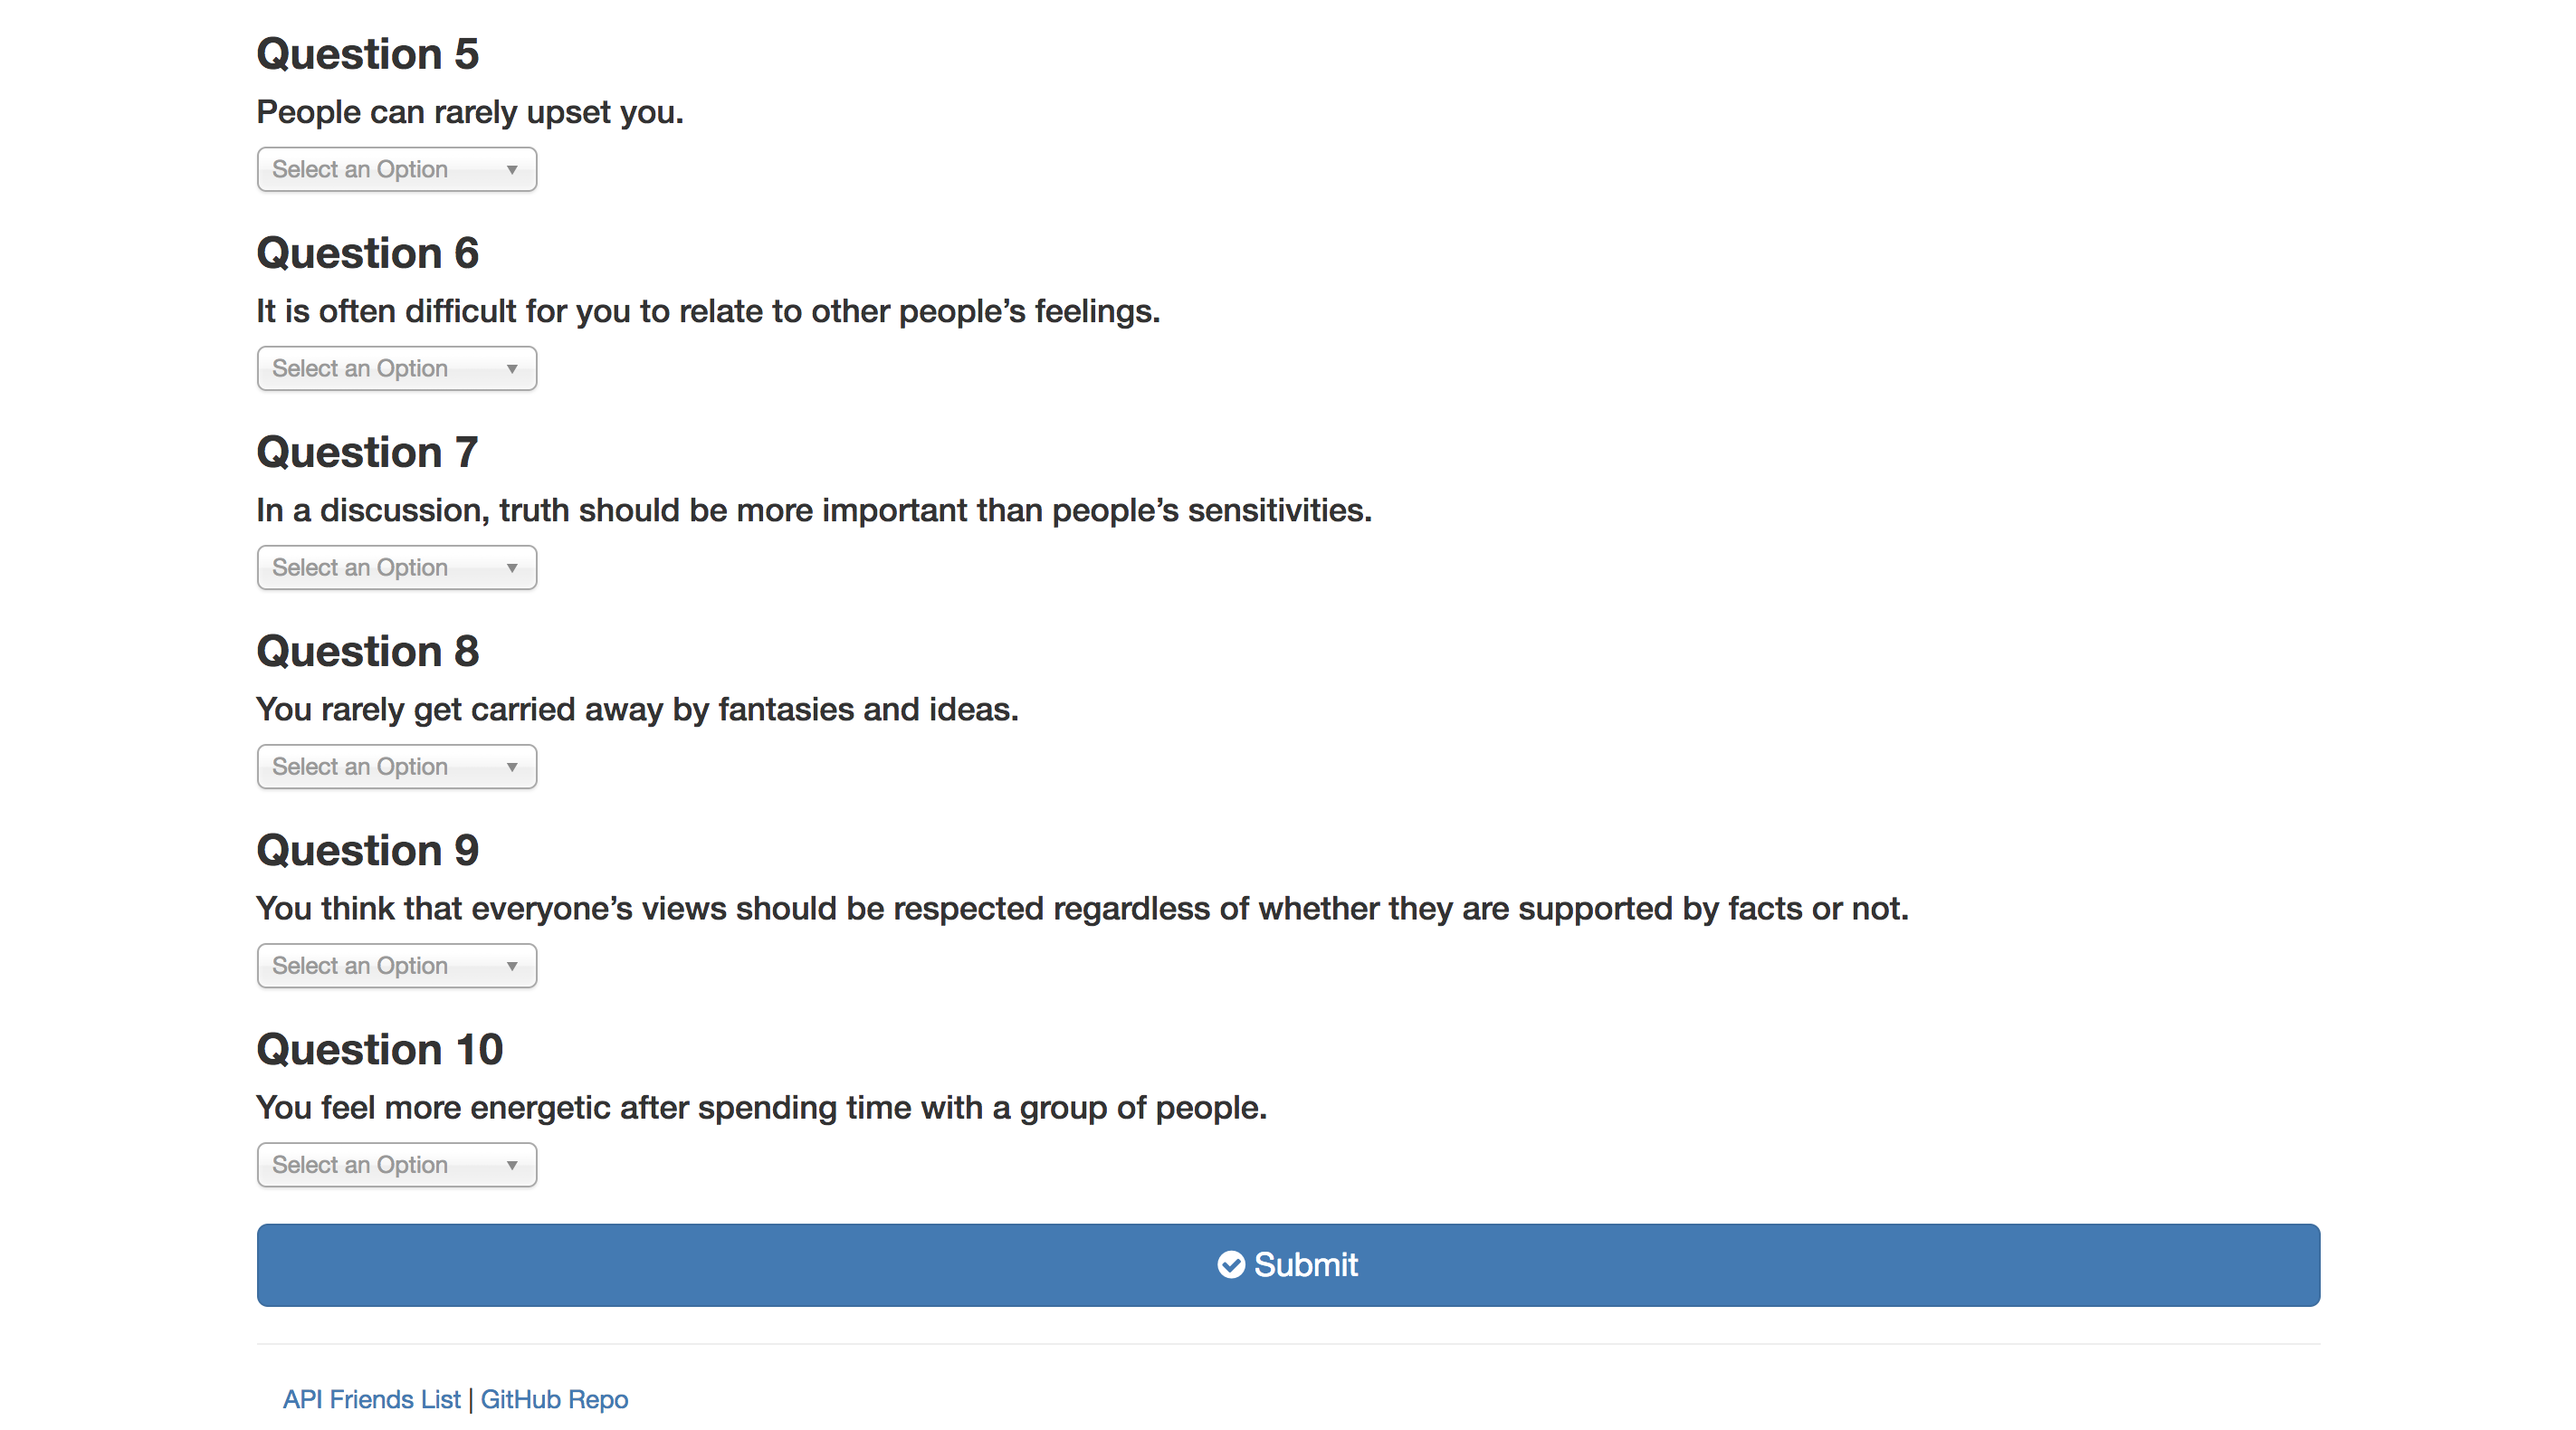 Question 5
People can rarely upset you.
Select an Option
Question 6
It is often difficult for you to relate to other people’s feelings.
Select an Option
Question 7
In a discussion, truth should be more important than people’s sensitivities.
Select an Option
Question 8
You rarely get carried away by fantasies and ideas.
Select an Option
Question 9
You think that everyone’s views should be respected regardless of whether they are supported by facts or not.
Select an Option
Question 10
You feel more energetic after spending time with a group of people.
Select an Option
Submit
API Friends List | GitHub Repo